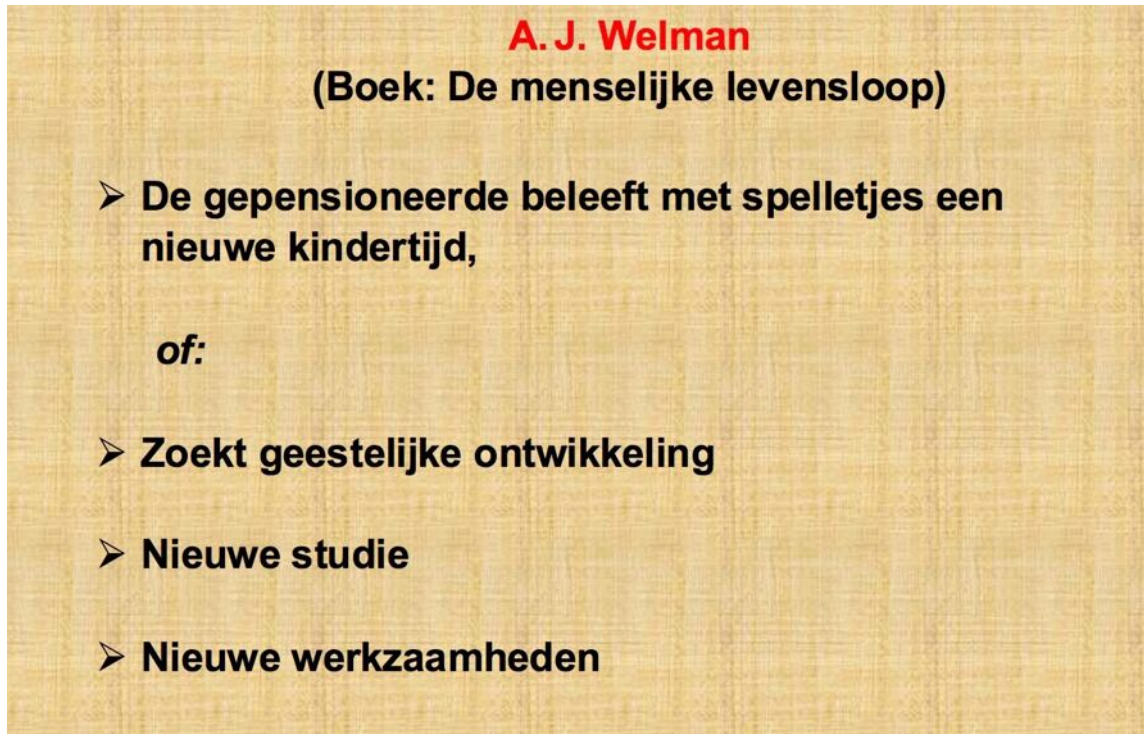 A. J. Welman
(Boek: De menselijke levensloop)
➢ De gepensioneerde beleeft met spelletjes een
nieuwe kindertijd,
of:
➢ Zoekt geestelijke ontwikkeling
➢ Nieuwe studie
➢ Nieuwe werkzaamheden